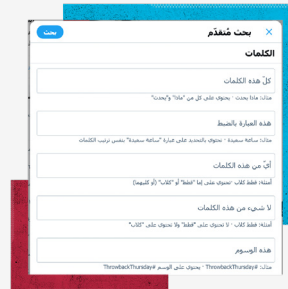 بحث مُتقدّم
بحث
الكلمات
كلّ هذه الكلمات
مثال: ماذا يحدث · يحتوي على كل من "ماذا" و"يحدث"
هذه العبارة بالضبط
مثال: ساعة سعيدة · يحتوي بالتحديد على عبارة "ساعة سعيدة" بنفس ترتيب الكلمات
أيّ من هذه الكلمات
أمثلة: قطط كلاب · تحتوي على إما "قطط" أو "كلاب" (أو كليهما)
لا شيء من هذه الكلمات
أمثلة: قطط كلاب · لا تحتوي على "قطط" ولا تحتوي على "كلاب"
هذه الوسوم
مثال: #ThrowbackThursday · يحتوي على الوسم #ThrowbackThursday